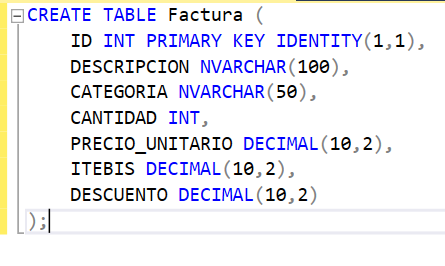 CREATE TABLE Factura (
ID INT PRIMARY KEY IDENTITY(1,1),
DESCRIPCION NVARCHAR(100),
CATEGORIA NVARCHAR(50),
CANTIDAD INT,
PRECIO_UNITARIO DECIMAL(10,2),
ITEBIS DECIMAL(10,2),
DESCUENTO DECIMAL(10,2)
);